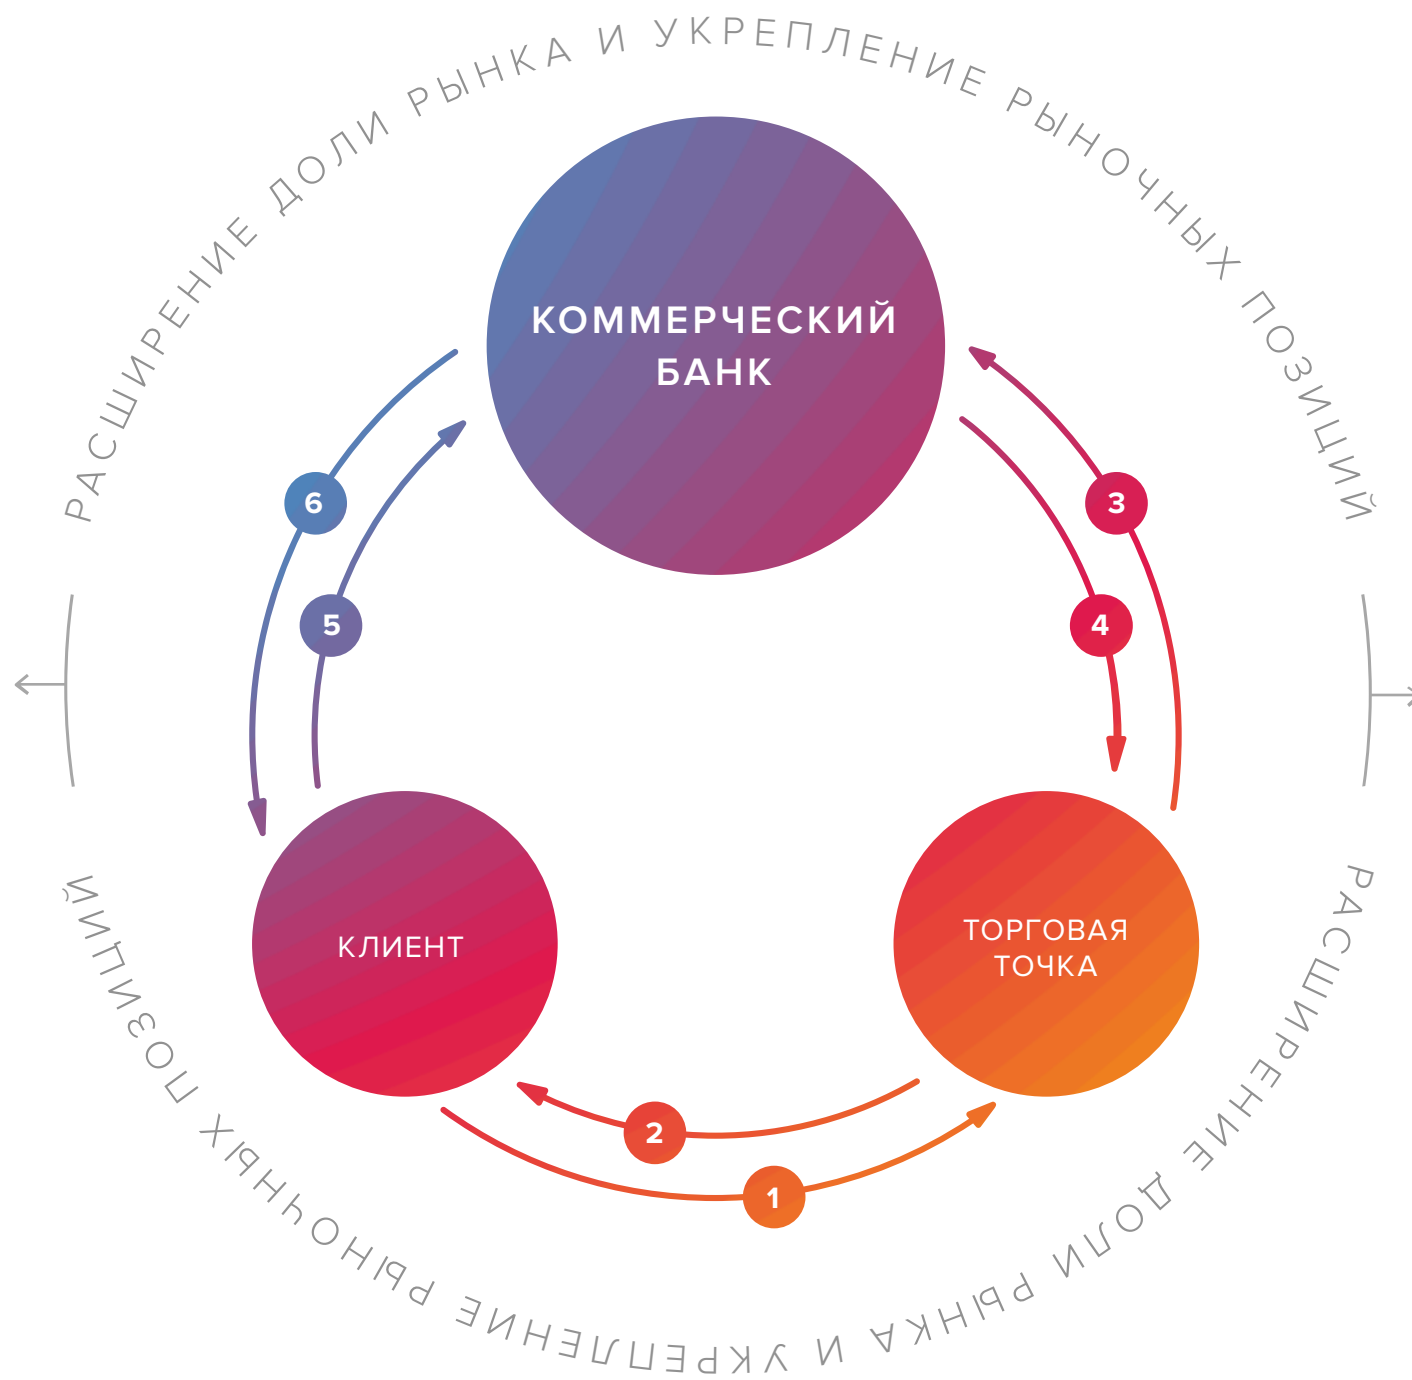 РАСШИРЕНИЕ ДОЛИ РЫНКА И УКРЕПЛЕНИЕ РЫНОЧНЫХ ПОЗИЦИЙ
КОММЕРЧЕСКИЙ
БАНК
6
3
5
4
КЛИЕНТ
ТОРГОВАЯ
ТОЧКА
2
1
РАСШИРЕНИЕ ДОЛИ РЫНКА И УКРЕПЛЕНИЕ РЫНОЧНЫХ ПОЗИЦИЙ